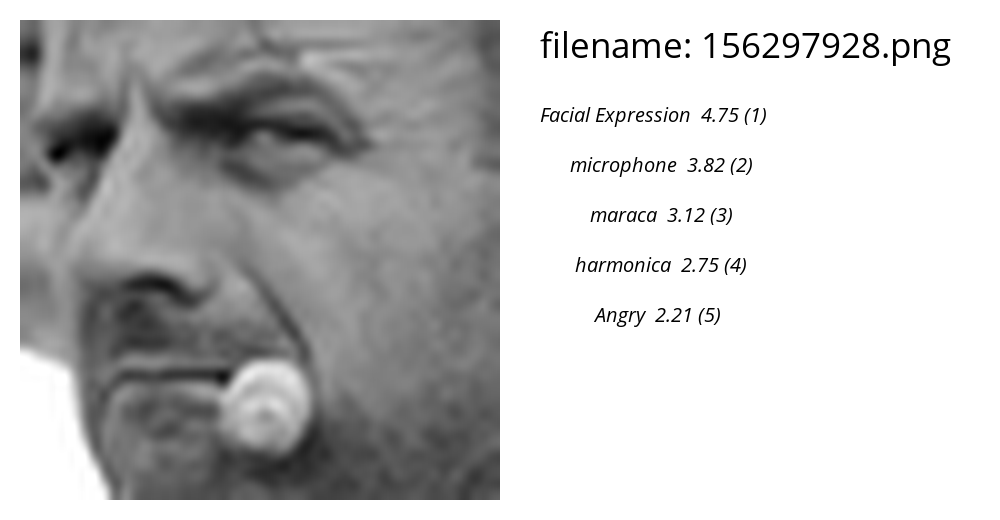 filename: 156297928.png
Facial Expression 4.75 (1)
microphone 3.82 (2)
maraca 3.12 (3)
harmonica 2.75 (4)
Angry 2.21 (5)